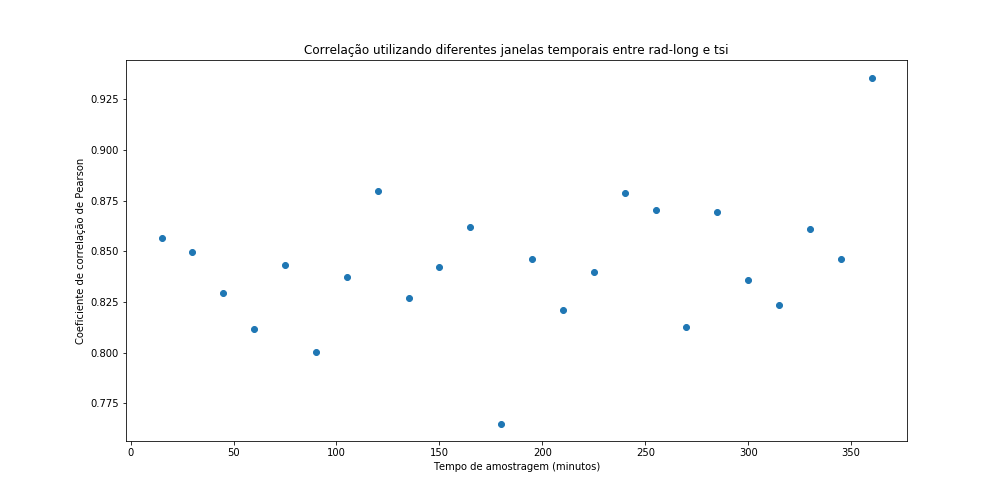 Correlação utilizando diferentes janelas temporais entre rad-long e tsi
0.925
0.900
0.875
0.850
0.825
0.800
0.775
Coeficiente de correlação de Pearson
0 50 100 150 200 250 300 350
Tempo de amostragem (minutos)